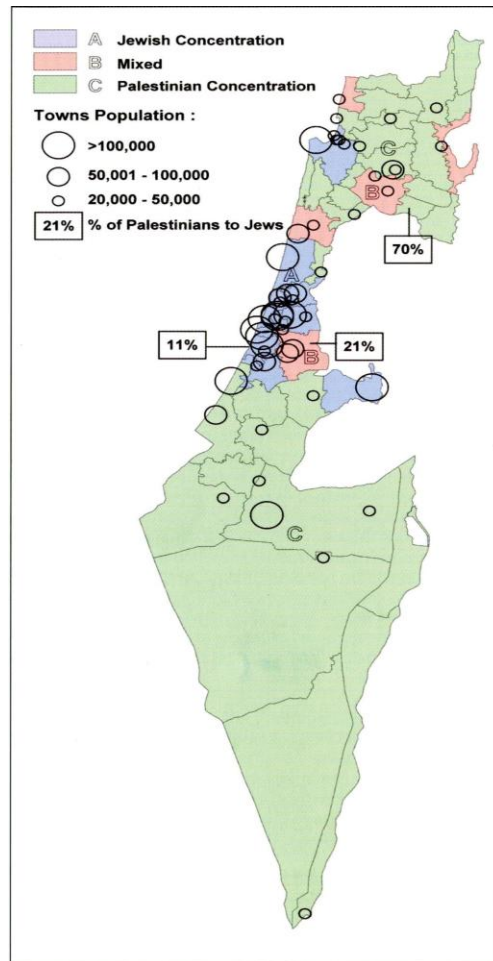 A Jewish Concentration
B Mixed
C Palestinian Concentration
Towns Population :
>100,000
50,001 - 100,000
20,000 - 50,000
21% % of Palestinians to Jews
C
B
70%
A
11%
21%
B
C